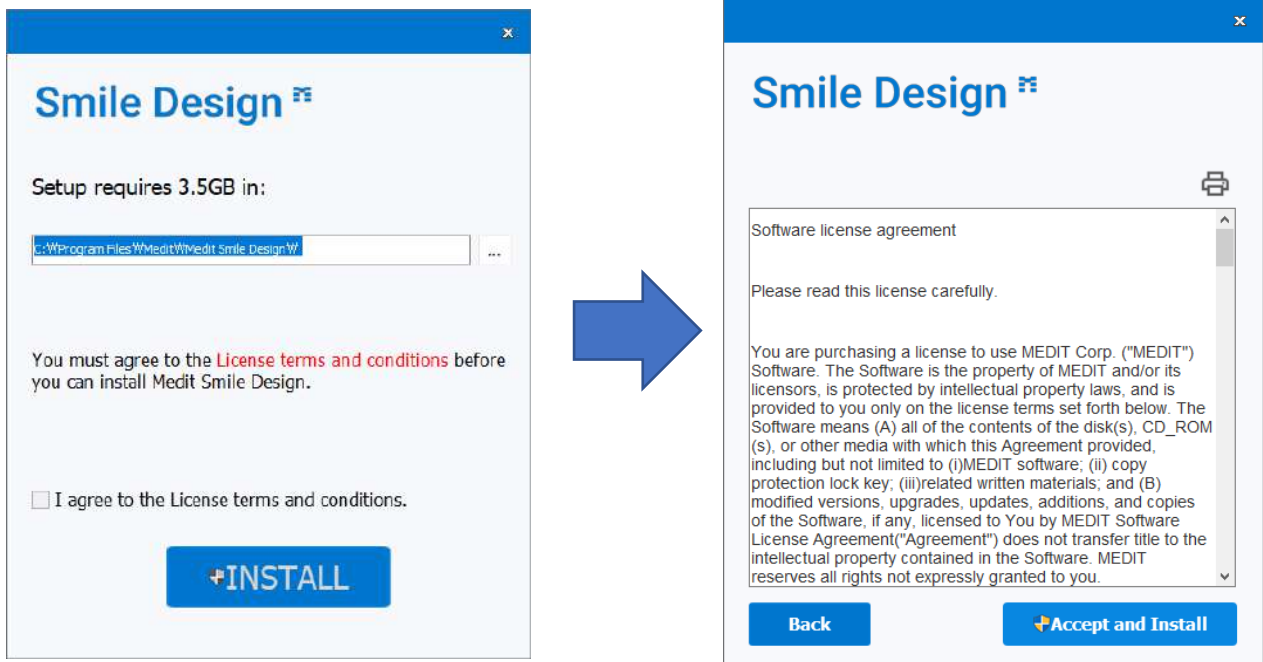 Smile Design
Setup requires 3.5GB in:
C:₩Program Files₩Medit₩Medit Smile Design₩
...
You must agree to the License terms and conditions before
you can install Medit Smile Design.
I agree to the License terms and conditions.
INSTALL
Smile Design
Software license agreement
Please read this license carefully.
You are purchasing a license to use MEDIT Corp. ("MEDIT")
Software. The Software is the property of MEDIT and/or its
licensors, is protected by intellectual property laws, and is
provided to you only on the license terms set forth below. The
Software means (A) all of the contents of the disk(s), CD_ROM
(s), or other media with which this Agreement provided,
including but not limited to (i)MEDIT software; (ii) copy
protection lock key; (iii)related written materials; and (B)
modified versions, upgrades, updates, additions, and copies
of the Software, if any, licensed to You by MEDIT Software
License Agreement("Agreement") does not transfer title to the
intellectual property contained in the Software. MEDIT
reserves all rights not expressly granted to you.
Back
Accept and Install